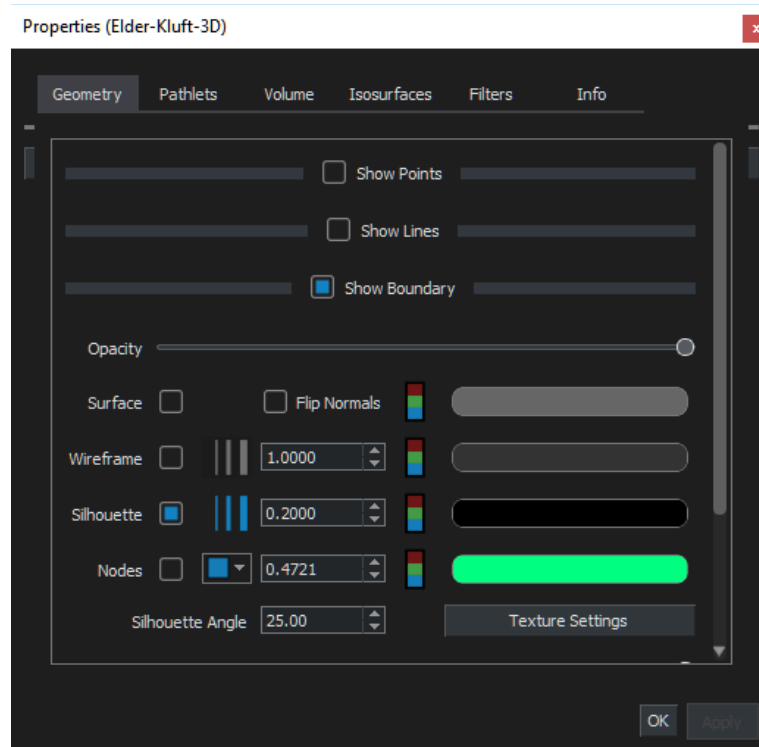 Properties (Elder-Kluft-3D)
x
Geometry Pathlets Volume Isosurfaces Filters Info
Show Points
Show Lines
Show Boundary
Opacity
Surface Flip Normals
Wireframe 1.0000
Silhouette 0.2000
Nodes 0.4721
Silhouette Angle 25.00 Texture Settings
OK Apply